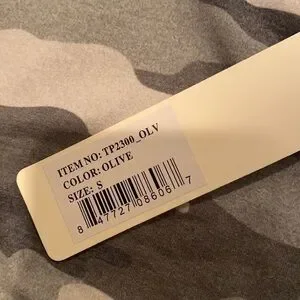 ITEM NO: TP2300_OLV
COLOR: OLIVE
SIZE: S
8 47727 08606 7